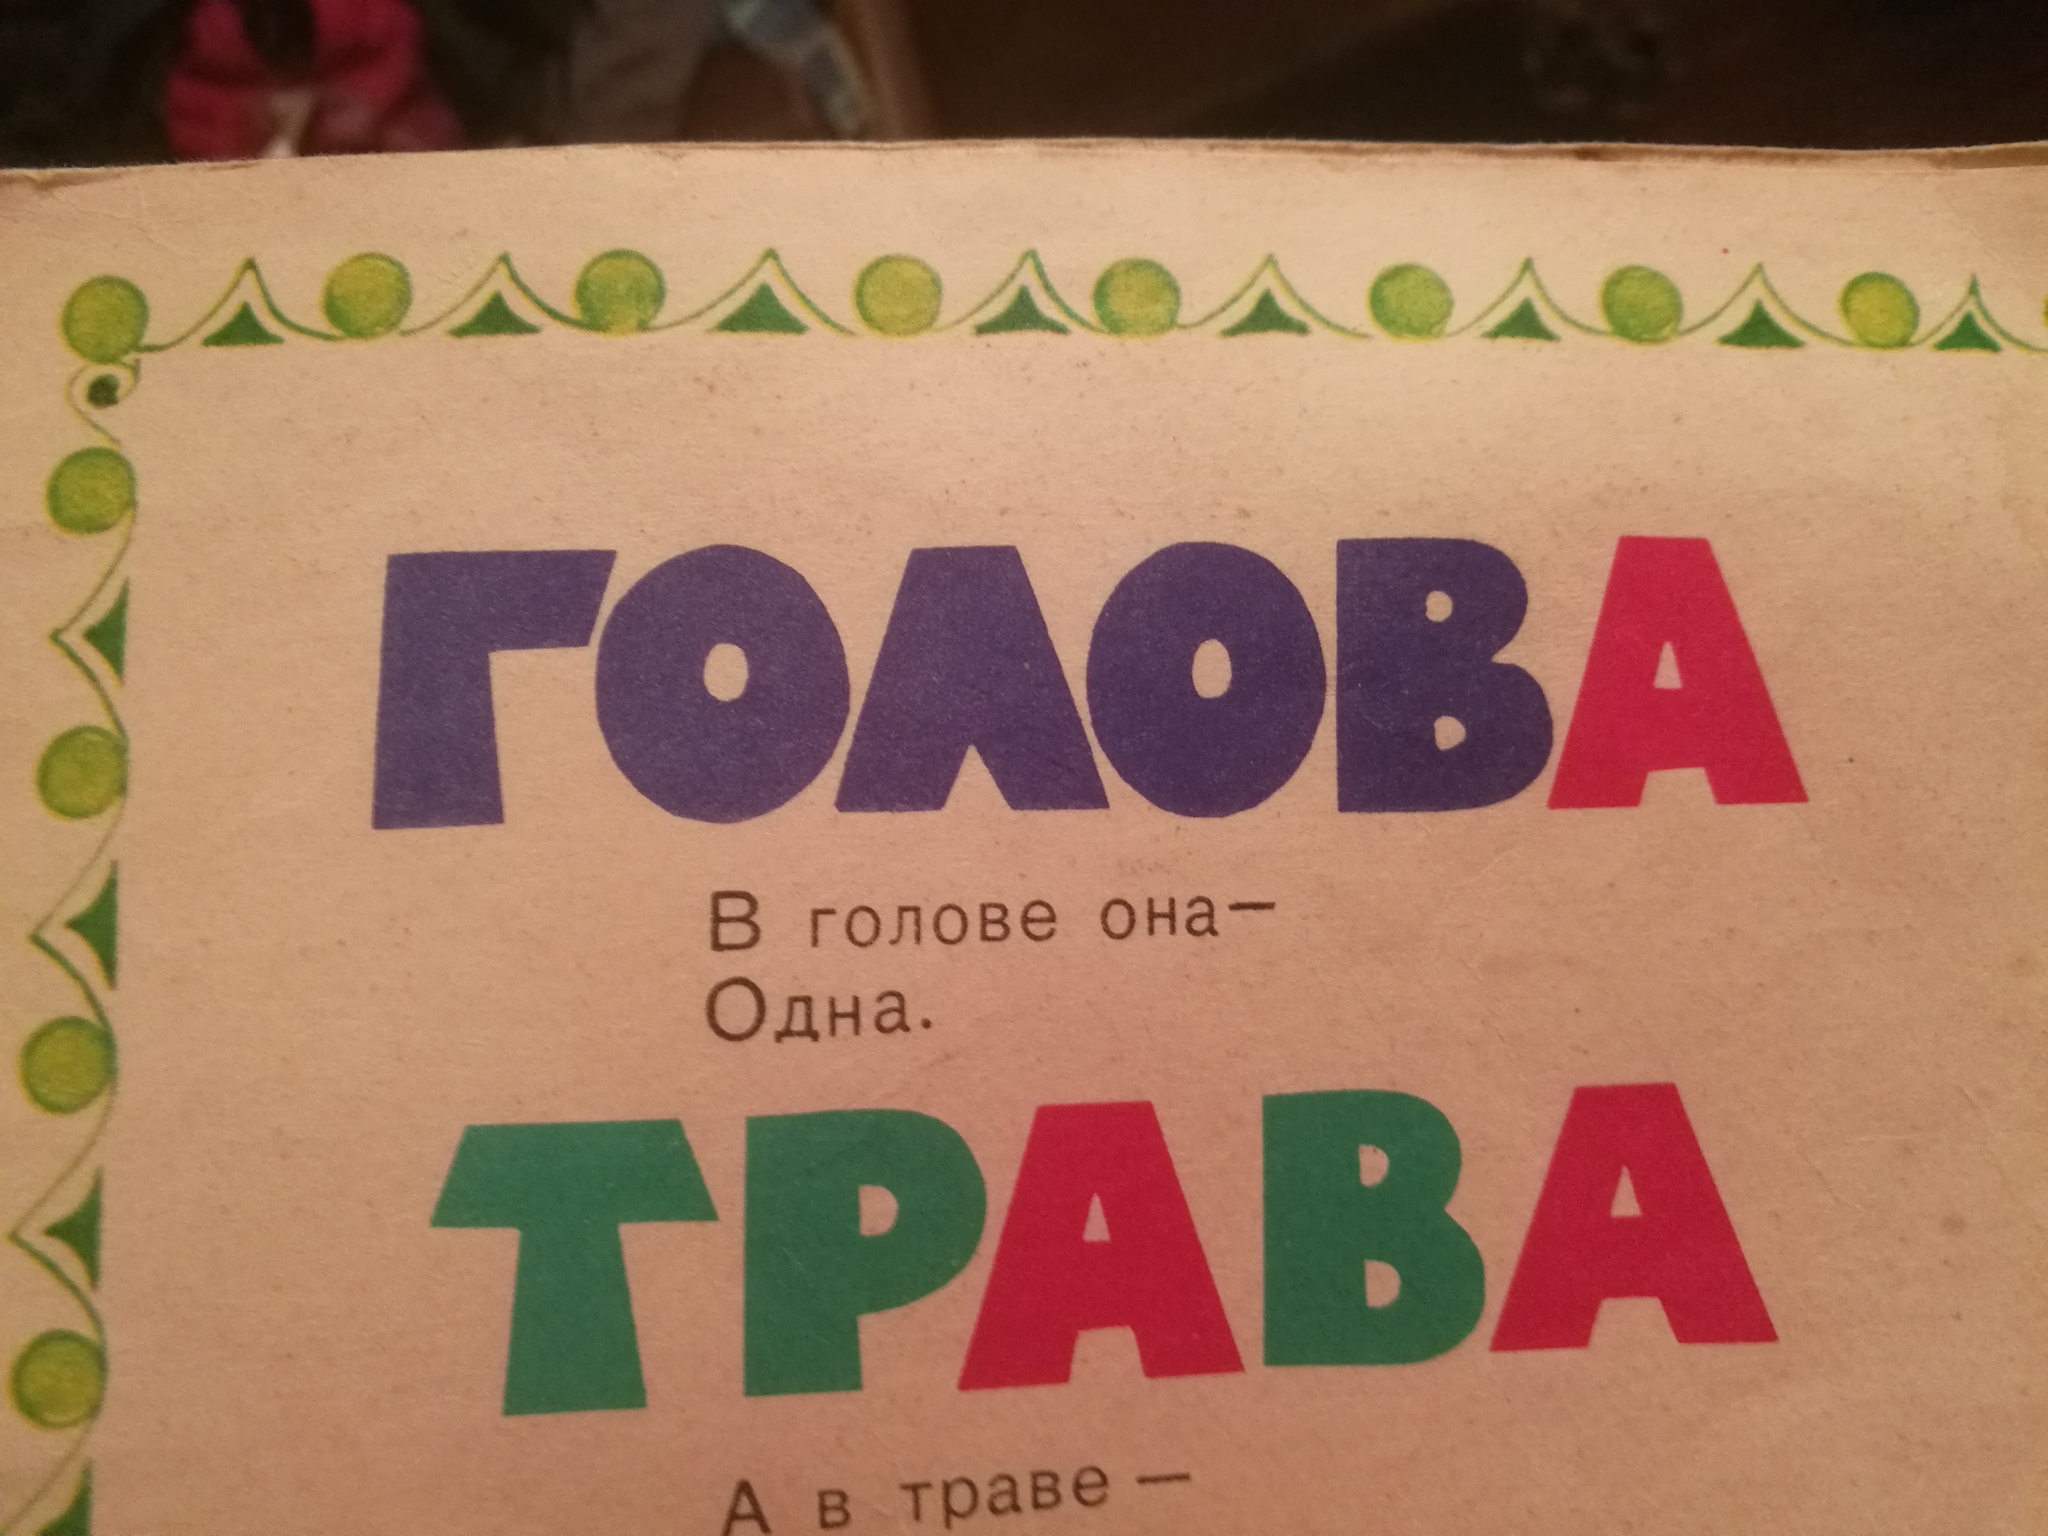 ГОЛОВА
В голове она—
Одна.
ТРАВА
А в траве —